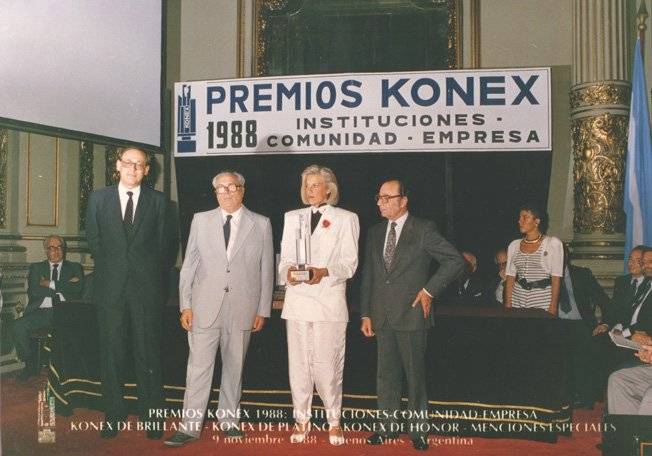 PREMIOS KONEX
1988 INSTITUCIONES -
COMUNIDAD - EMPRESA
KONEX
PREMIOS KONEX 1988: INSTITUCIONES-COMUNIDAD-EMPRESA
KONEX DE BRILLANTE - KONEX DE PLATINO - KONEX DE HONOR - MENCIONES ESPECIALES
9 noviembre 1988 - Buenos Aires - Argentina